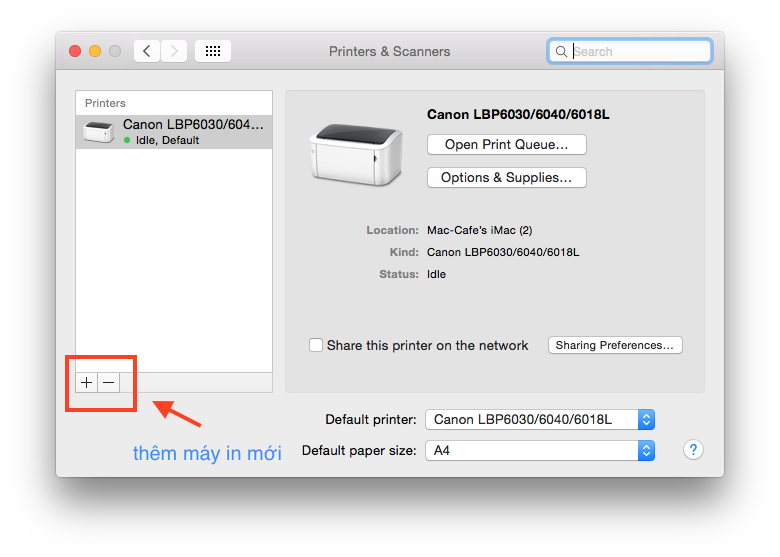 Printers & Scanners
Search
Printers
Canon LBP6030/604...
Idle, Default
Canon LBP6030/6040/6018L
Open Print Queue...
Options & Supplies...
Location: Mac-Cafe's iMac (2)
Kind: Canon LBP6030/6040/6018L
Status: Idle
Share this printer on the network
Sharing Preferences...
+ −
thêm máy in mới
Default printer: Canon LBP6030/6040/6018L
Default paper size: A4
?